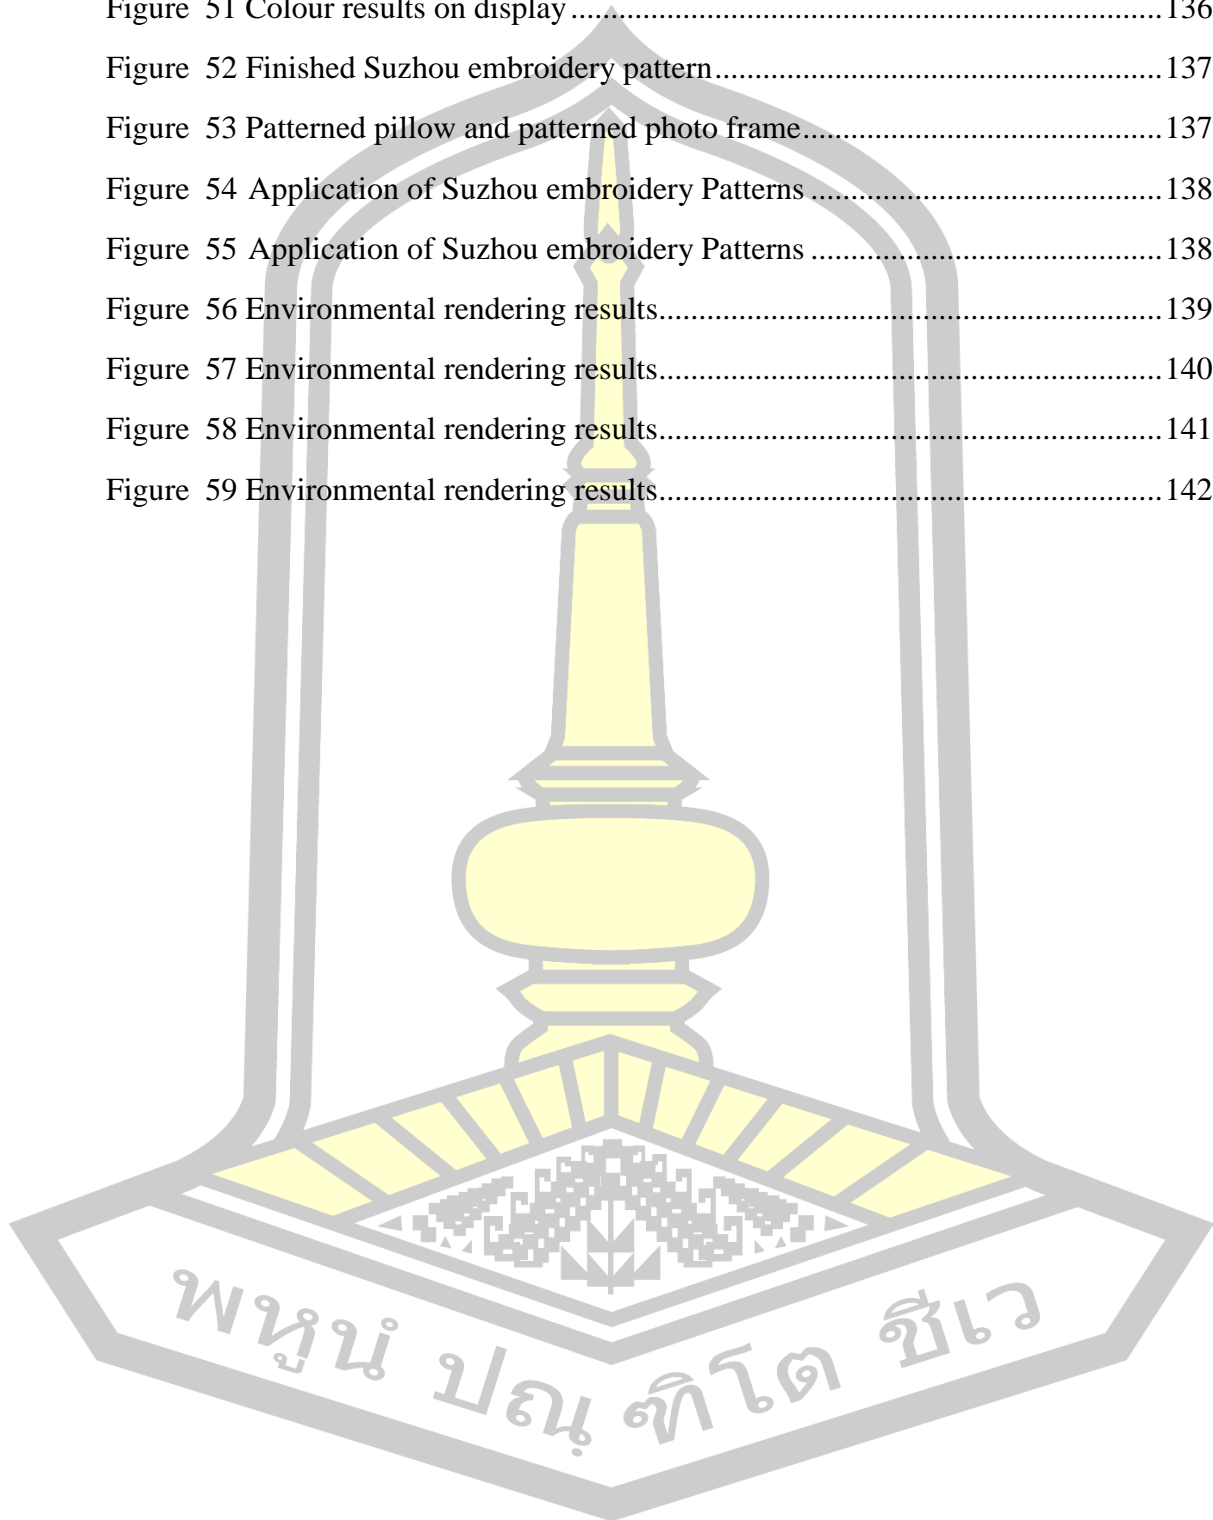 Figure 51 Colour results on display ........................................................................... 136
Figure 52 Finished Suzhou embroidery pattern ......................................................... 137
Figure 53 Patterned pillow and patterned photo frame .............................................. 137
Figure 54 Application of Suzhou embroidery Patterns ............................................. 138
Figure 55 Application of Suzhou embroidery Patterns ............................................. 138
Figure 56 Environmental rendering results ................................................................ 139
Figure 57 Environmental rendering results ................................................................ 140
Figure 58 Environmental rendering results ................................................................ 141
Figure 59 Environmental rendering results ................................................................ 142
พหูนํ ปณฺฑิโต ชีเว